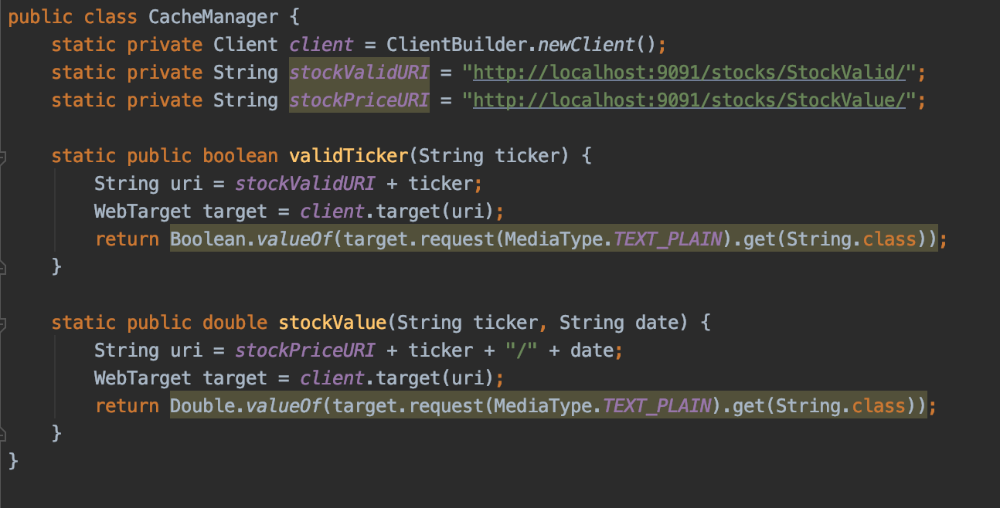 public class CacheManager {
    static private Client client = ClientBuilder.newClient();
    static private String stockValidURI = "http://localhost:9091/stocks/StockValid/";
    static private String stockPriceURI = "http://localhost:9091/stocks/StockValue/";

    static public boolean validTicker(String ticker) {
        String uri = stockValidURI + ticker;
        WebTarget target = client.target(uri);
        return Boolean.valueOf(target.request(MediaType.TEXT_PLAIN).get(String.class));
    }

    static public double stockValue(String ticker, String date) {
        String uri = stockPriceURI + ticker + "/" + date;
        WebTarget target = client.target(uri);
        return Double.valueOf(target.request(MediaType.TEXT_PLAIN).get(String.class));
    }
}